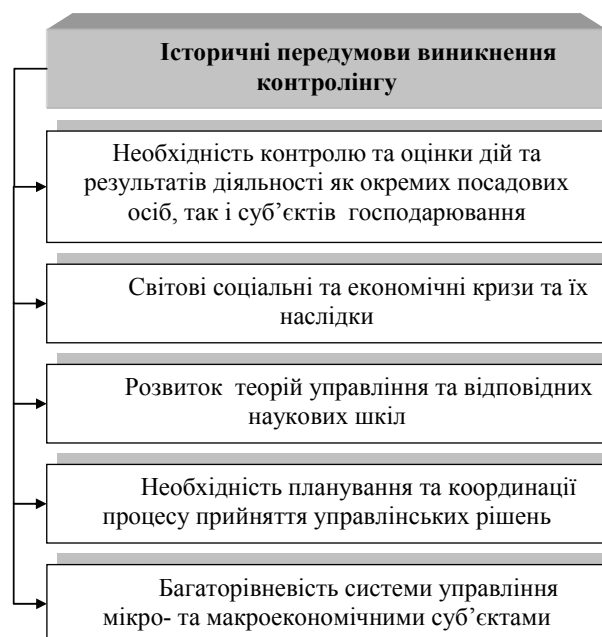 Історичні передумови виникнення
контролінгу
Необхідність контролю та оцінки дій та
результатів діяльності як окремих посадових
осіб, так і суб’єктів господарювання
Світові соціальні та економічні кризи та їх
наслідки
Розвиток теорій управління та відповідних
наукових шкіл
Необхідність планування та координації
процесу прийняття управлінських рішень
Багаторівневість системи управління
мікро- та макроекономічними суб’єктами